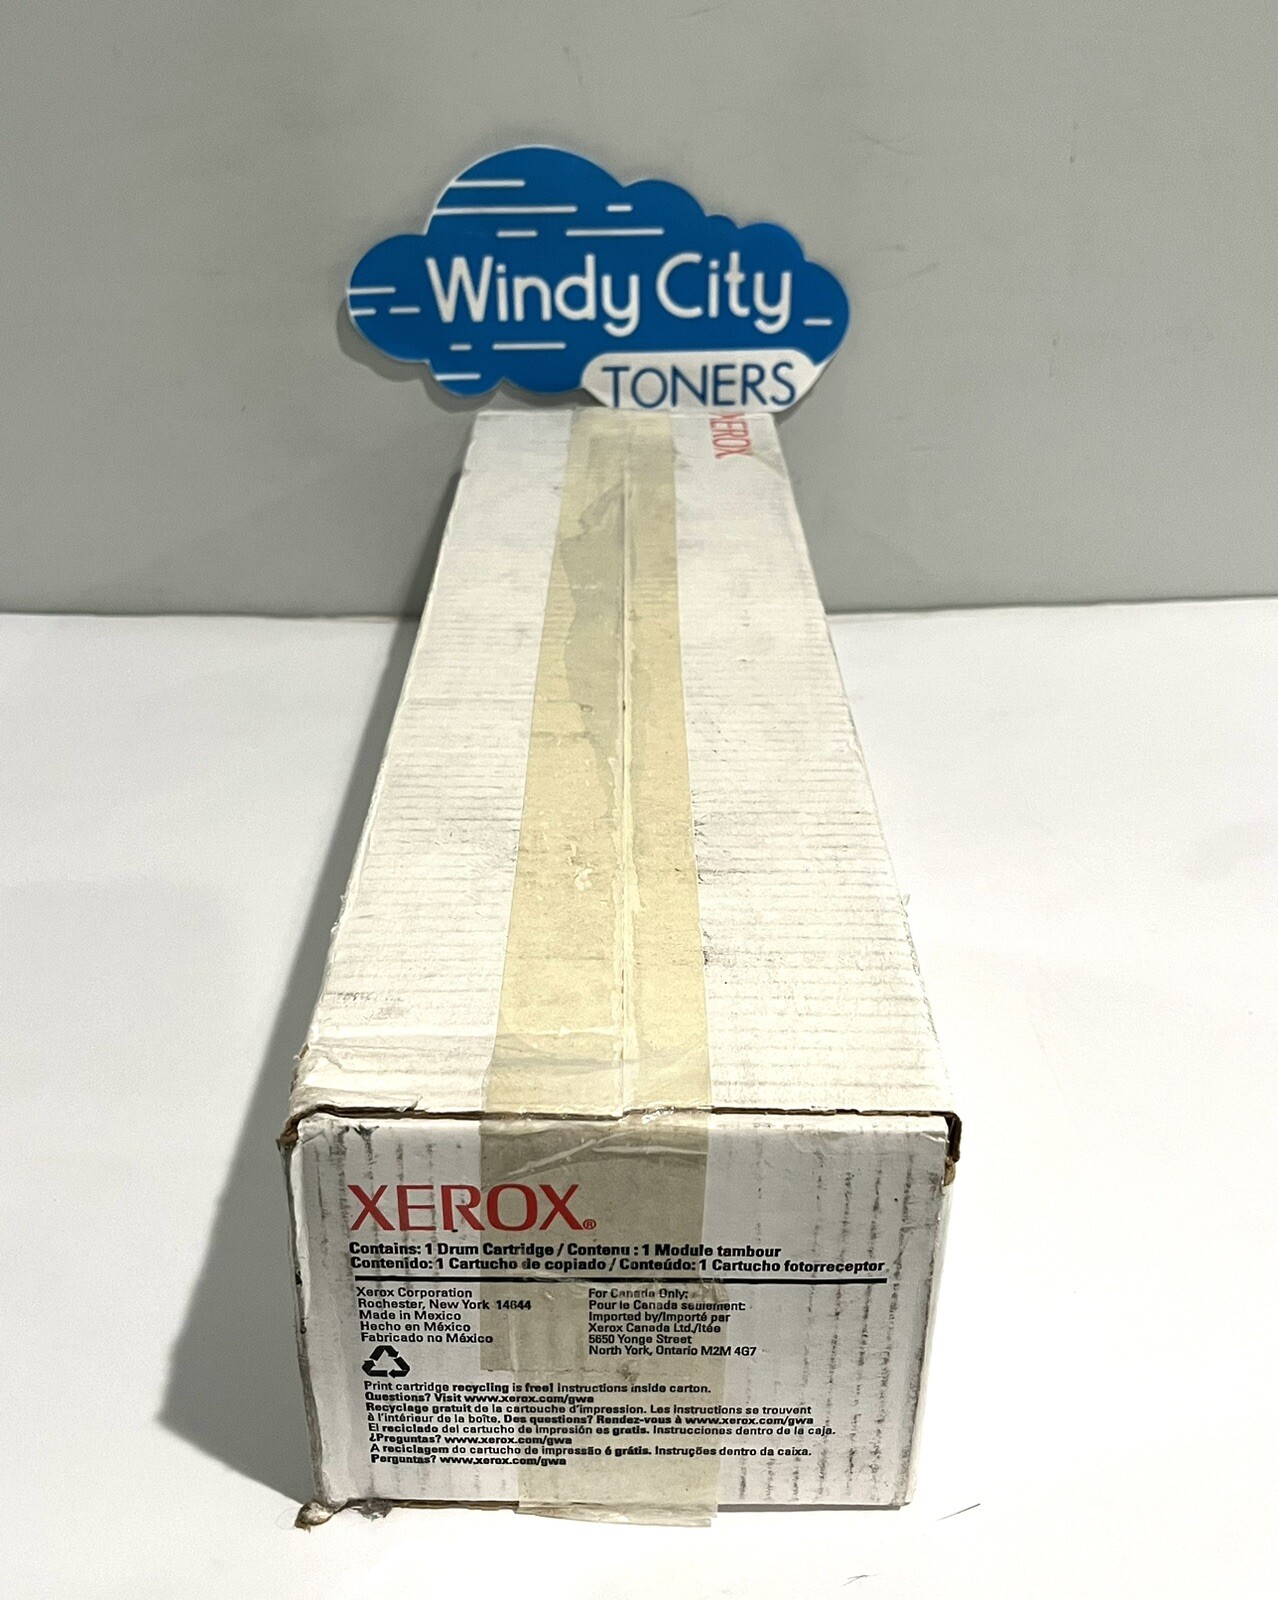 Windy City
TONERS
XEROX
XEROX®
Contains: 1 Drum Cartridge / Contenu : 1 Module tambour
Contenido: 1 Cartucho de copiado / Conteúdo: 1 Cartucho fotorreceptor
Xerox Corporation
Rochester, New York 14644
Made in Mexico
Hecho en México
Fabricado no México
For Canada Only:
Pour le Canada seulement:
Imported by/Importé par
Xerox Canada Ltd./ltée
5650 Yonge Street
North York, Ontario M2M 4G7
Print cartridge recycling is free! Instructions inside carton.
Questions? Visit www.xerox.com/gwa
Recyclage gratuit de la cartouche d'impression. Les instructions se trouvent
à l'intérieur de la boîte. Des questions? Rendez-vous à www.xerox.com/gwa
El reciclado del cartucho de impresión es gratis. Instrucciones dentro de la caja.
¿Preguntas? www.xerox.com/gwa
A reciclagem do cartucho de impressão é grátis. Instruções dentro da caixa.
Perguntas? www.xerox.com/gwa